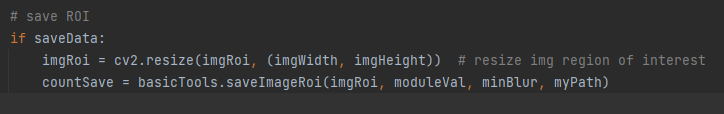 # save ROI
if saveData:
    imgRoi = cv2.resize(imgRoi, (imgWidth, imgHeight))  # resize img region of interest
    countSave = basicTools.saveImageRoi(imgRoi, moduleVal, minBlur, myPath)